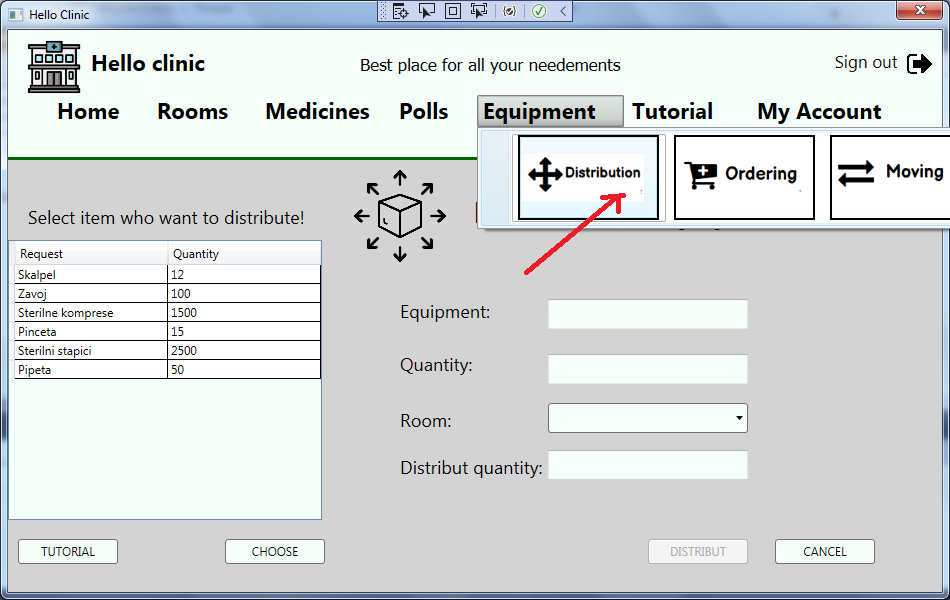 Hello Clinic
Hello clinic
Best place for all your needements
Sign out
Home Rooms Medicines Polls Equipment Tutorial My Account
Distribution Ordering Moving
Select item who want to distribute!
Request Quantity
Skalpel 12
Zavoj 100
Sterilne komprese 1500
Pinceta 15
Sterilni stapici 2500
Pipeta 50
Equipment:
Quantity:
Room:
Distribut quantity:
TUTORIAL CHOOSE DISTRIBUT CANCEL